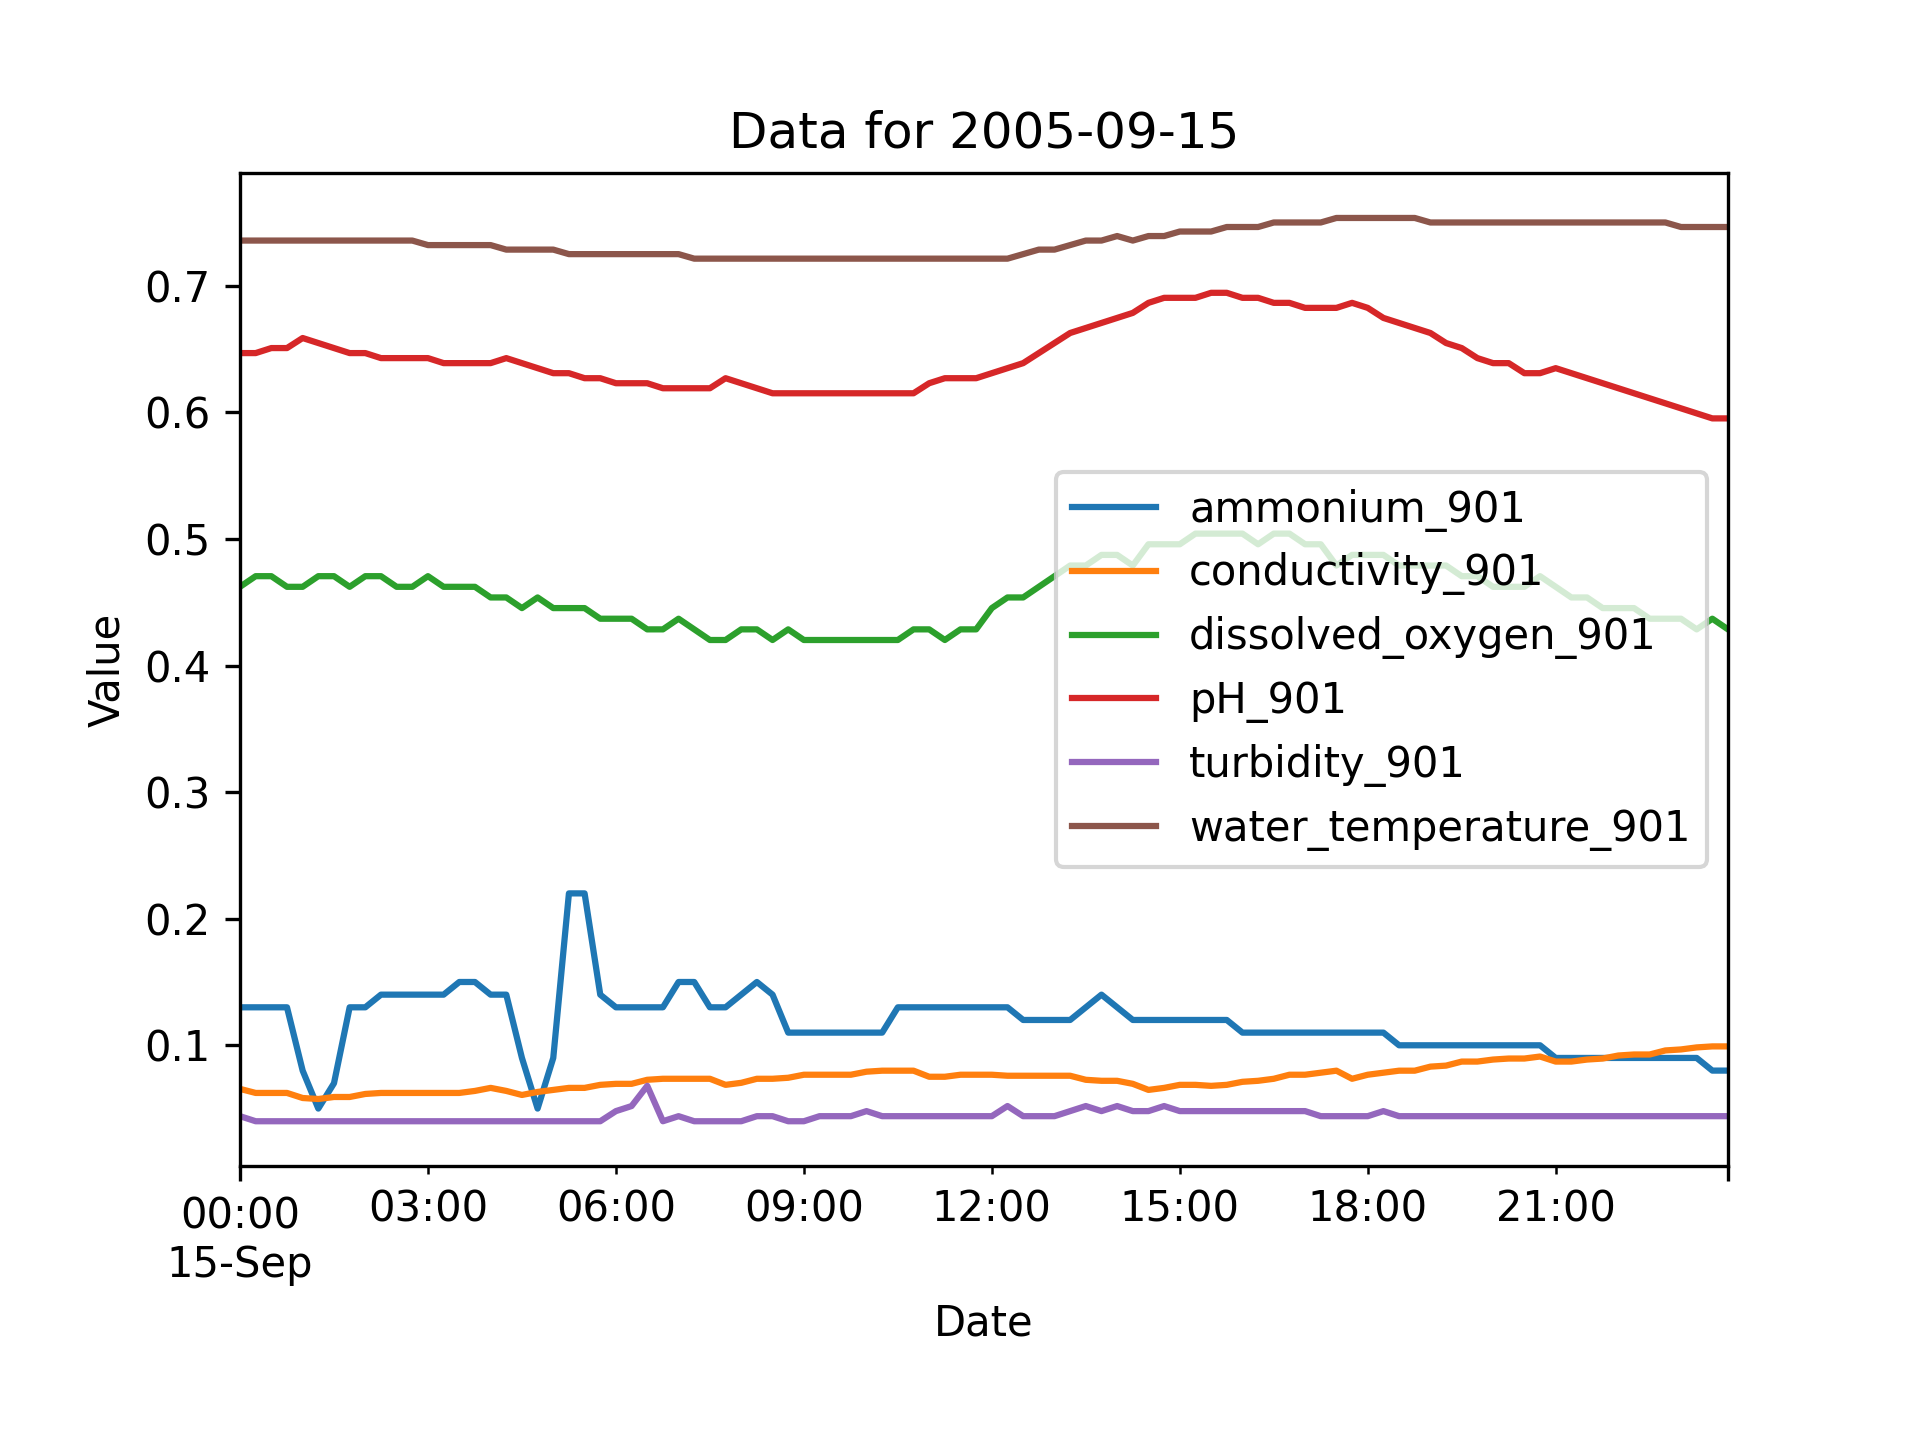 Data for 2005-09-15
Value
0.7
0.6
0.5
0.4
0.3
0.2
0.1
ammonium_901
conductivity_901
dissolved_oxygen_901
pH_901
turbidity_901
water_temperature_901
00:00 03:00 06:00 09:00 12:00 15:00 18:00 21:00
15-Sep
Date